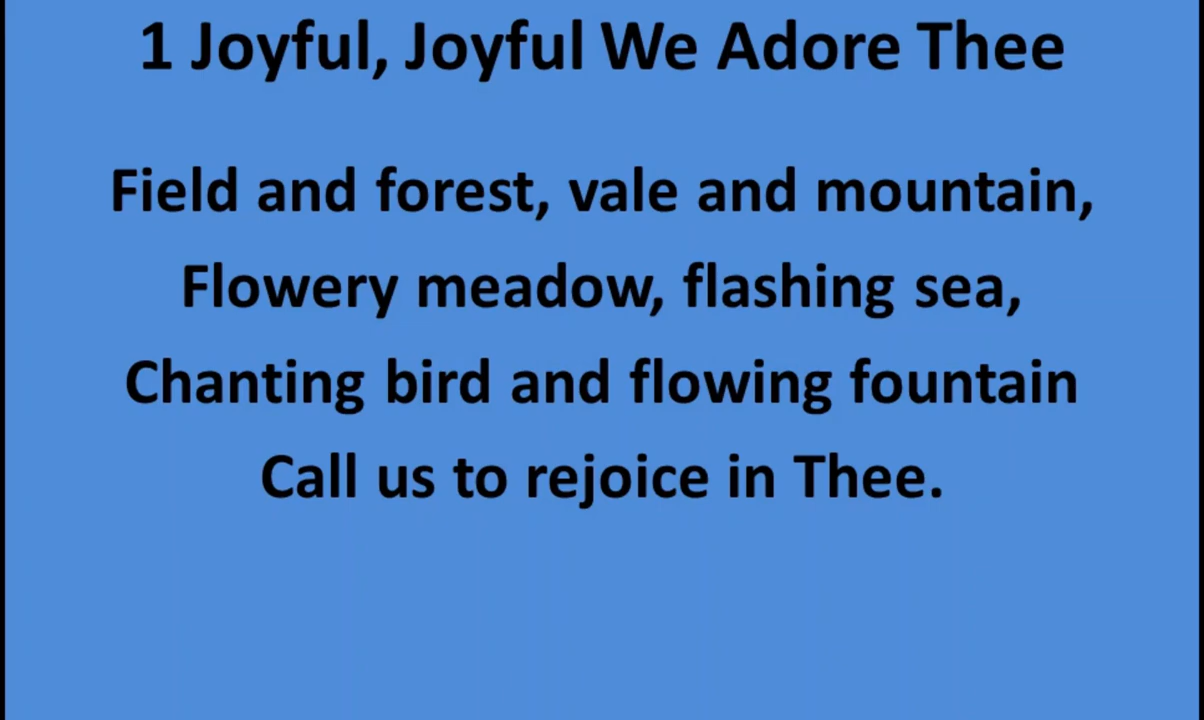 1 Joyful, Joyful We Adore Thee
Field and forest, vale and mountain,
Flowery meadow, flashing sea,
Chanting bird and flowing fountain
Call us to rejoice in Thee.